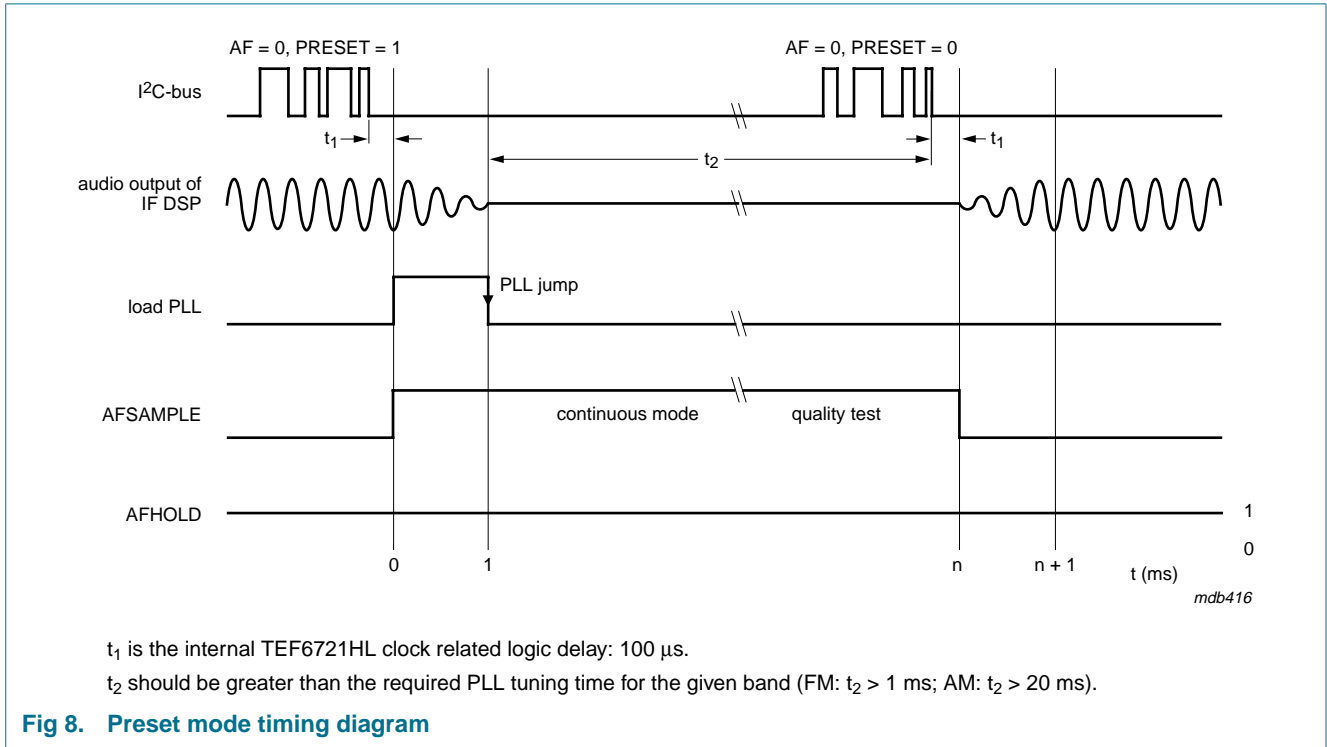 AF = 0, PRESET = 1
AF = 0, PRESET = 0
I²C-bus
t₁
t₁
t₂
audio output of
IF DSP
PLL jump
load PLL
AFSAMPLE
continuous mode
quality test
AFHOLD
1
0
0
1
n
n + 1
t (ms)
mdb416
t₁ is the internal TEF6721HL clock related logic delay: 100 μs.
t₂ should be greater than the required PLL tuning time for the given band (FM: t₂ > 1 ms; AM: t₂ > 20 ms).
Fig 8. Preset mode timing diagram